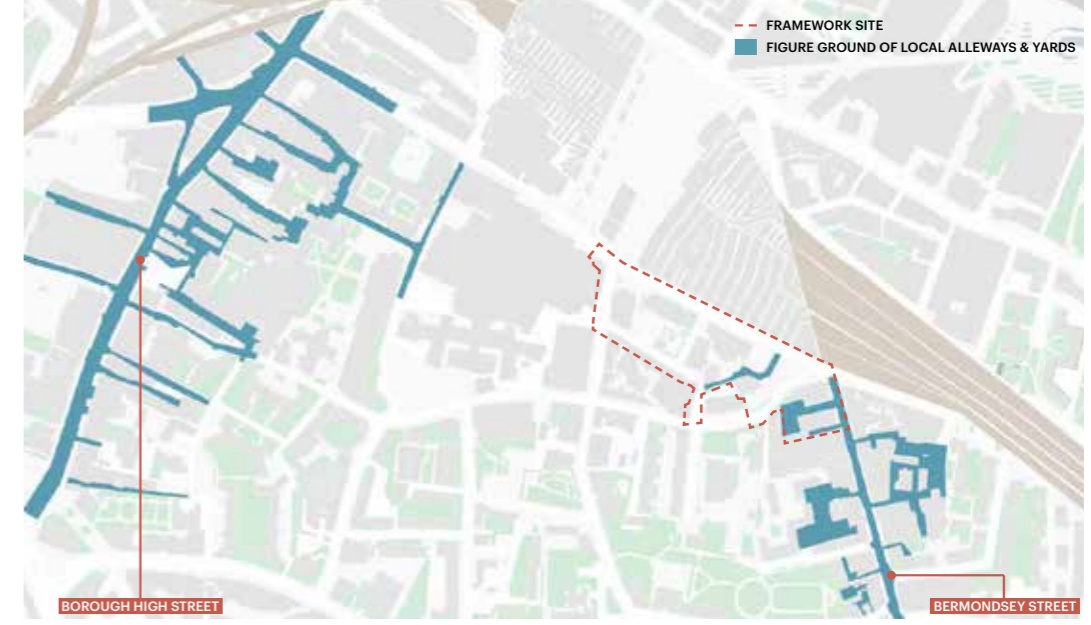 FRAMEWORK SITE
FIGURE GROUND OF LOCAL ALLEYWAYS & YARDS
BOROUGH HIGH STREET
BERMONDSEY STREET